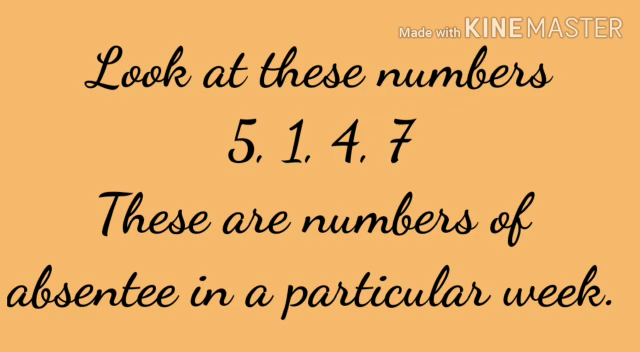 Made with KINEMASTER
Look at these numbers
5, 1, 4, 7
These are numbers of
absentee in a particular week.